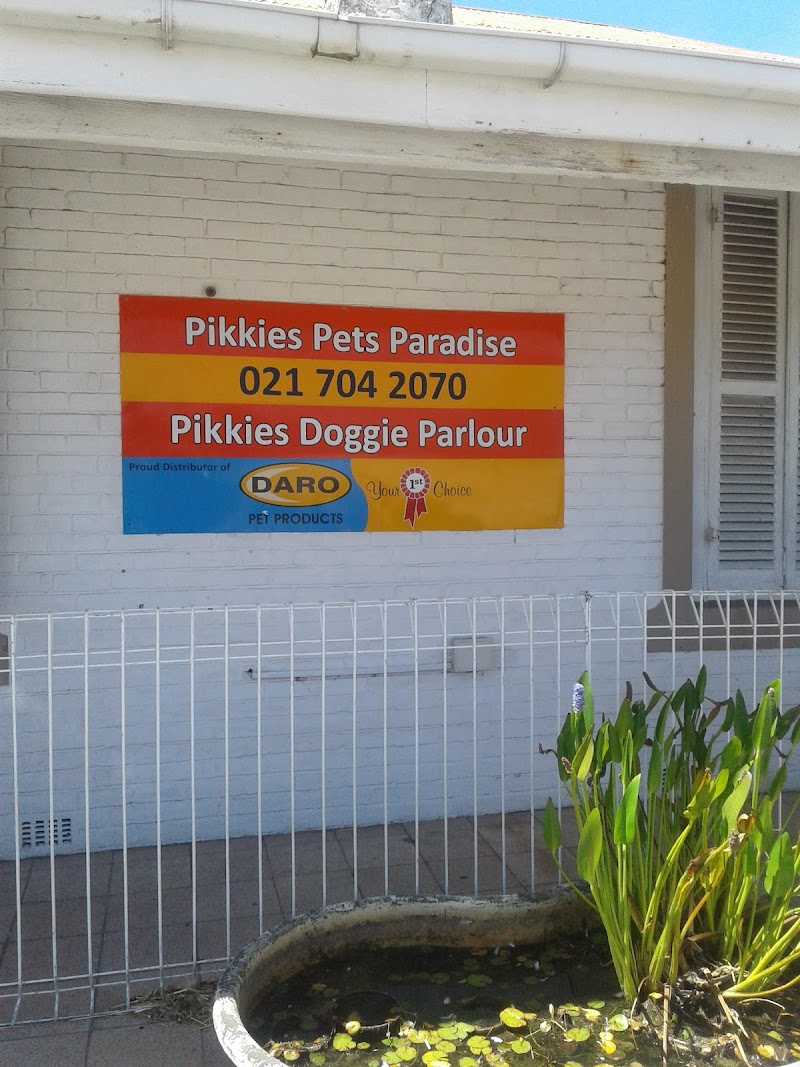 Pikkies Pets Paradise
021 704 2070
Pikkies Doggie Parlour
Proud Distributor of
DARO
PET PRODUCTS
Your 1st Choice